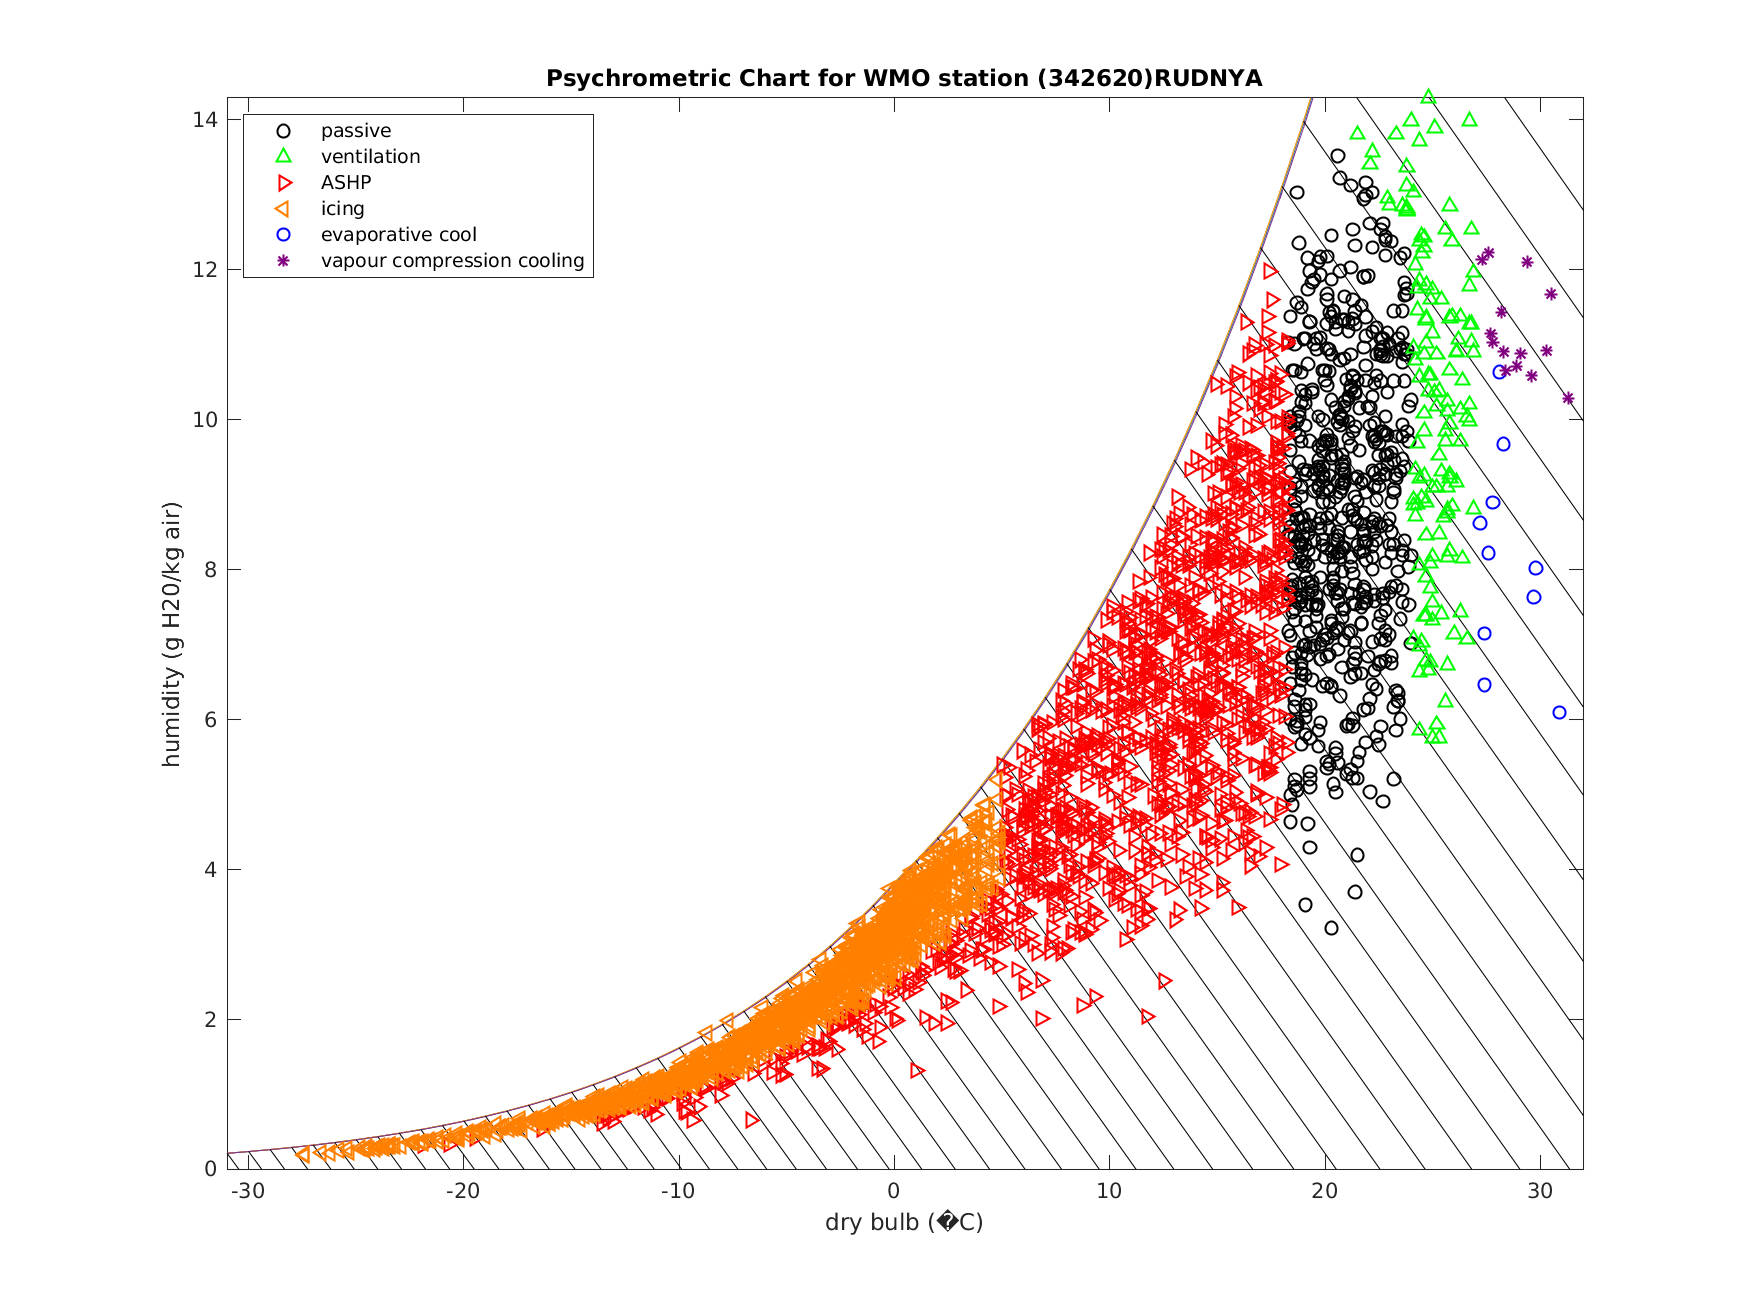 Psychrometric Chart for WMO station (342620)RUDNYA
14
12
10
8
6
4
2
0
humidity (g H20/kg air)
passive
ventilation
ASHP
icing
evaporative cool
vapour compression cooling
-30 -20 -10 0 10 20 30
dry bulb (�C)